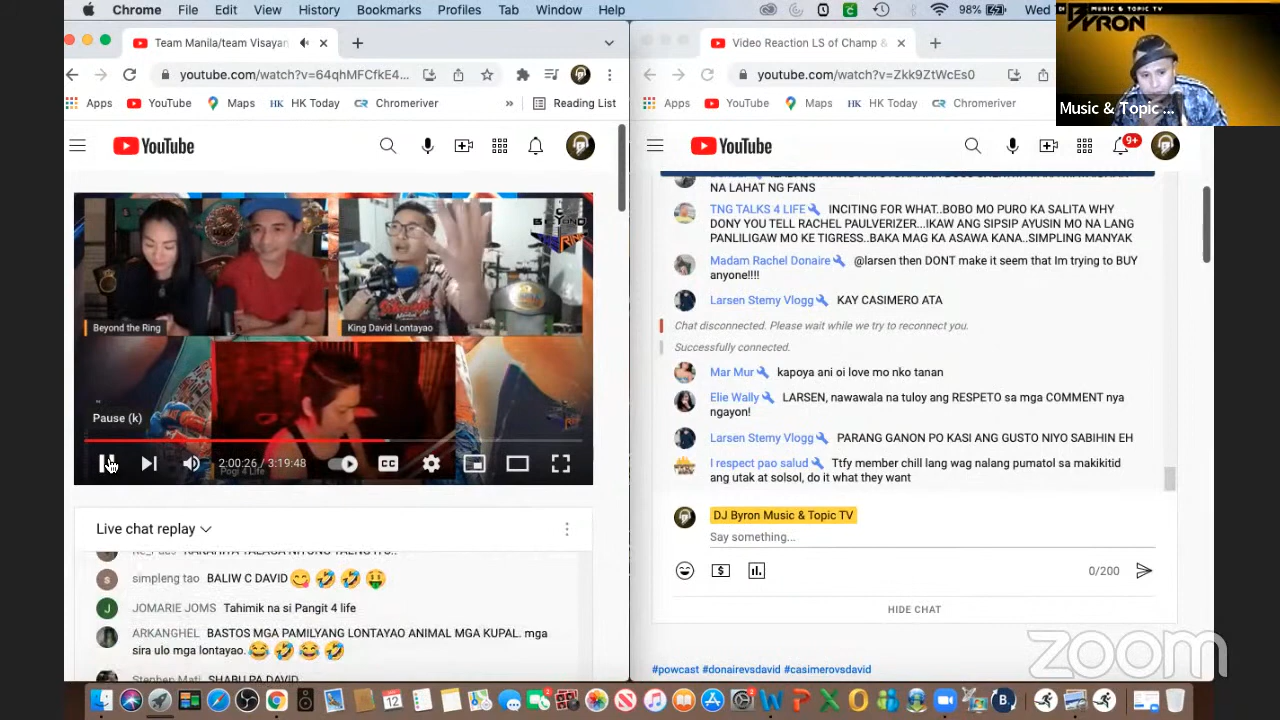 Chrome File Edit View History Bookmarks Profiles Tab Window Help
98% Wed
MUSIC & TOPIC TV
BYRON
Music & Topic ...
Team Manila/team Visayan
Video Reaction LS of Champ &
youtube.com/watch?v=64qhMFCfkE4...
youtube.com/watch?v=Zkk9ZtWcEs0
Apps YouTube Maps HK Today Chromeriver » Reading List
Apps YouTube Maps HK Today Chromeriver
YouTube
YouTube
9+
BEYOND
RING
Beyond the Ring
King David Lontayao
Pause (k)
2:00:26 / 3:19:48
Pogi 4 Life
Live chat replay
simpleng tao BALIW C DAVID😋🤣🤣🤑
JOMARIE JOMS Tahimik na si Pangit 4 life
ARKANGHEL BASTOS MGA PAMILYANG LONTAYAO ANIMAL MGA KUPAL. mga
sira ulo mga lontayao.😂🤣😂🤣
Stephen Mati SHABU PA DAViD
NA LAHAT NG FANS
TNG TALKS 4 LIFE INCITING FOR WHAT..BOBO MO PURO KA SALITA WHY
DONY YOU TELL RACHEL PAULVERIZER...IKAW ANG SIPSIP AYUSIN MO NA LANG
PANLILIGAW MO KE TIGRESS..BAKA MAG KA ASAWA KANA..SIMPLING MANYAK
Madam Rachel Donaire @larsen then DONT make it seem that Im trying to BUY
anyone!!!!
Larsen Stemy Vlogg KAY CASIMERO ATA
Chat disconnected. Please wait while we try to reconnect you.
Successfully connected.
Mar Mur kapoya ani oi love mo nko tanan
Elie Wally LARSEN, nawawala na tuloy ang RESPETO sa mga COMMENT nya
ngayon!
Larsen Stemy Vlogg PARANG GANON PO KASI ANG GUSTO NIYO SABIHIN EH
I respect pao salud Ttfy member chill lang wag nalang pumatol sa makikitid
ang utak at solsol, do it what they want
DJ Byron Music & Topic TV
Say something...
0/200
HIDE CHAT
#powcast #donairevsdavid #casimerovsdavid
zoom